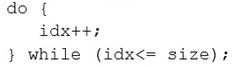 do {
idx++;
} while (idx<= size);